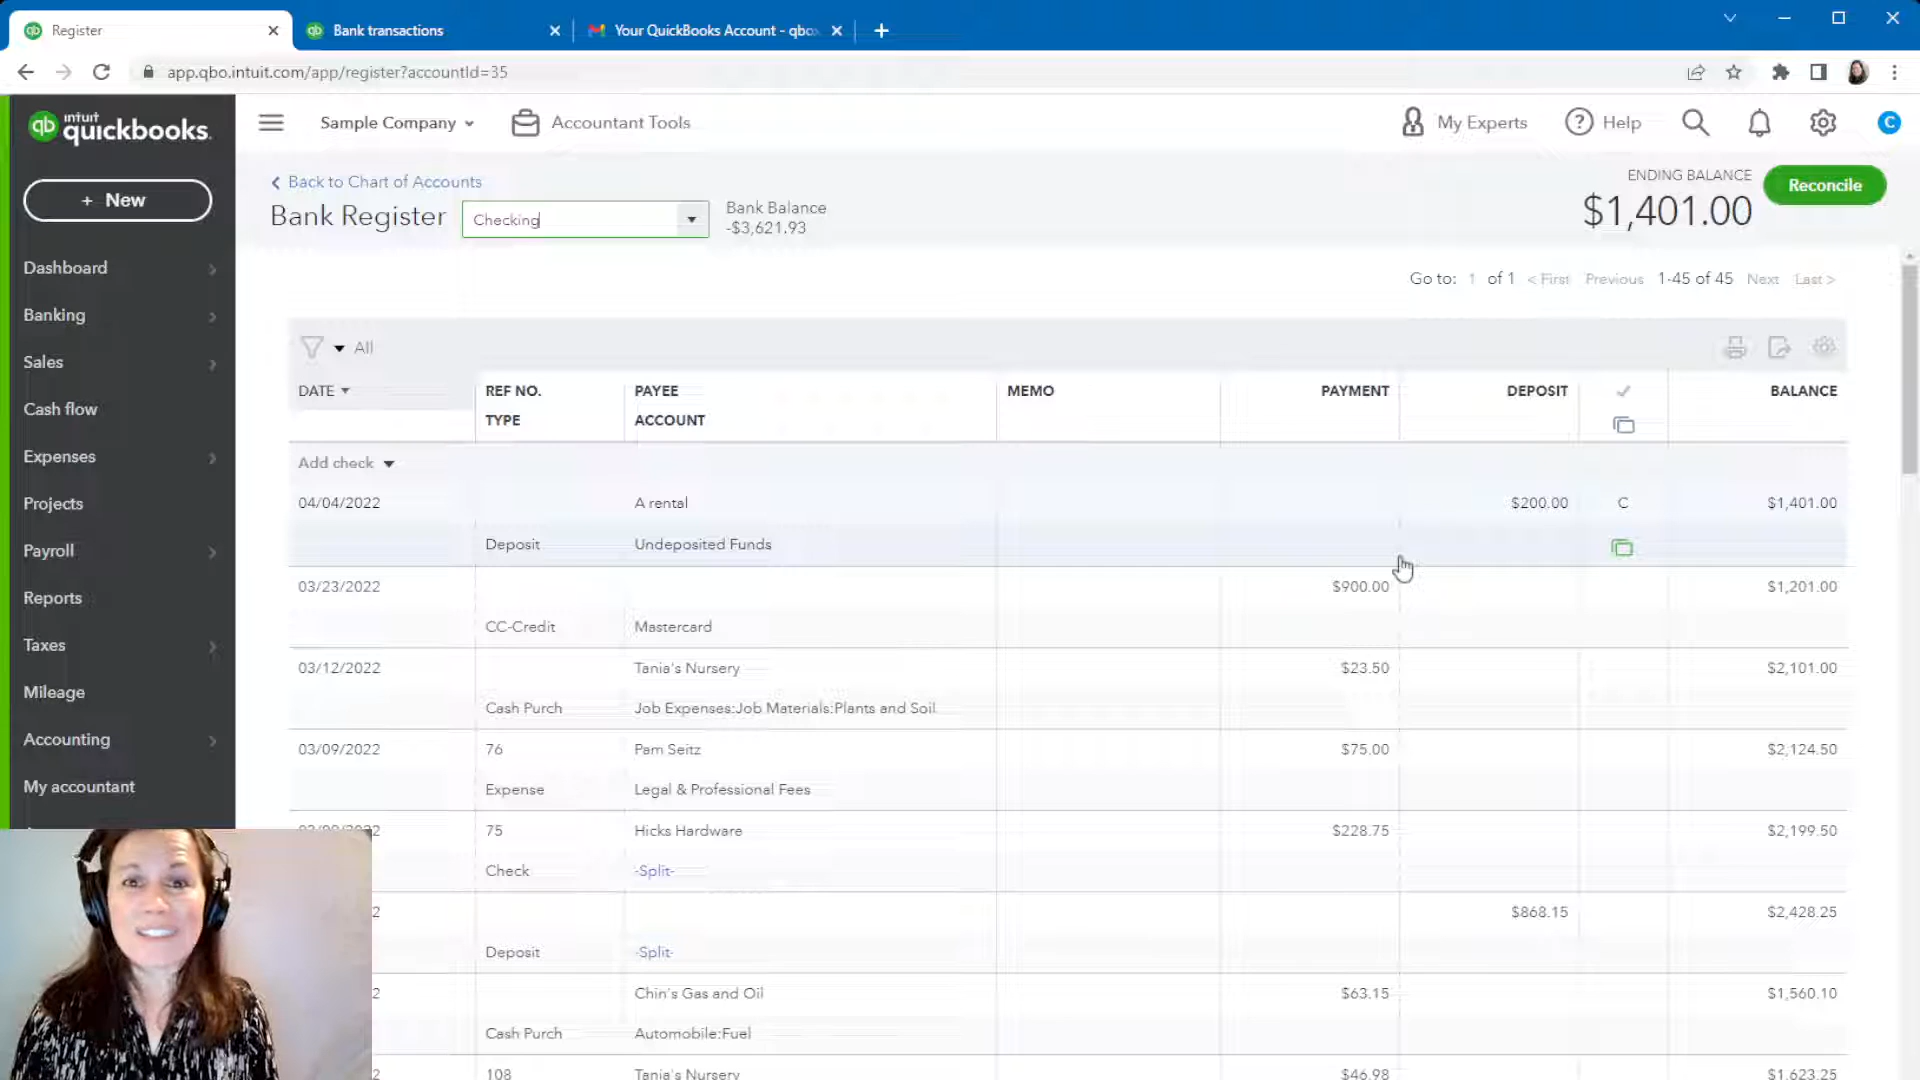 Register
Bank transactions
Your QuickBooks Account - qbo
app.qbo.intuit.com/app/register?accountId=35
intuit quickbooks.
Sample Company
Accountant Tools
My Experts
Help
C
+ New
Dashboard
Banking
Sales
Cash flow
Expenses
Projects
Payroll
Reports
Taxes
Mileage
Accounting
My accountant
Back to Chart of Accounts
Bank Register
Checking
Bank Balance
-$3,621.93
ENDING BALANCE
$1,401.00
Reconcile
Go to: 1 of 1 < First Previous 1-45 of 45 Next Last >
All
DATE REF NO. PAYEE MEMO PAYMENT DEPOSIT ✓ BALANCE
TYPE ACCOUNT
Add check
04/04/2022 A rental $200.00 C $1,401.00
Deposit Undeposited Funds
03/23/2022 $900.00 $1,201.00
CC-Credit Mastercard
03/12/2022 Tania's Nursery $23.50 $2,101.00
Cash Purch Job Expenses:Job Materials:Plants and Soil
03/09/2022 76 Pam Seitz $75.00 $2,124.50
Expense Legal & Professional Fees
75 Hicks Hardware $228.75 $2,199.50
Check -Split-
2 $868.15 $2,428.25
Deposit -Split-
2 Chin's Gas and Oil $63.15 $1,560.10
Cash Purch Automobile:Fuel
2 108 Tania's Nursery $46.98 $1,623.25